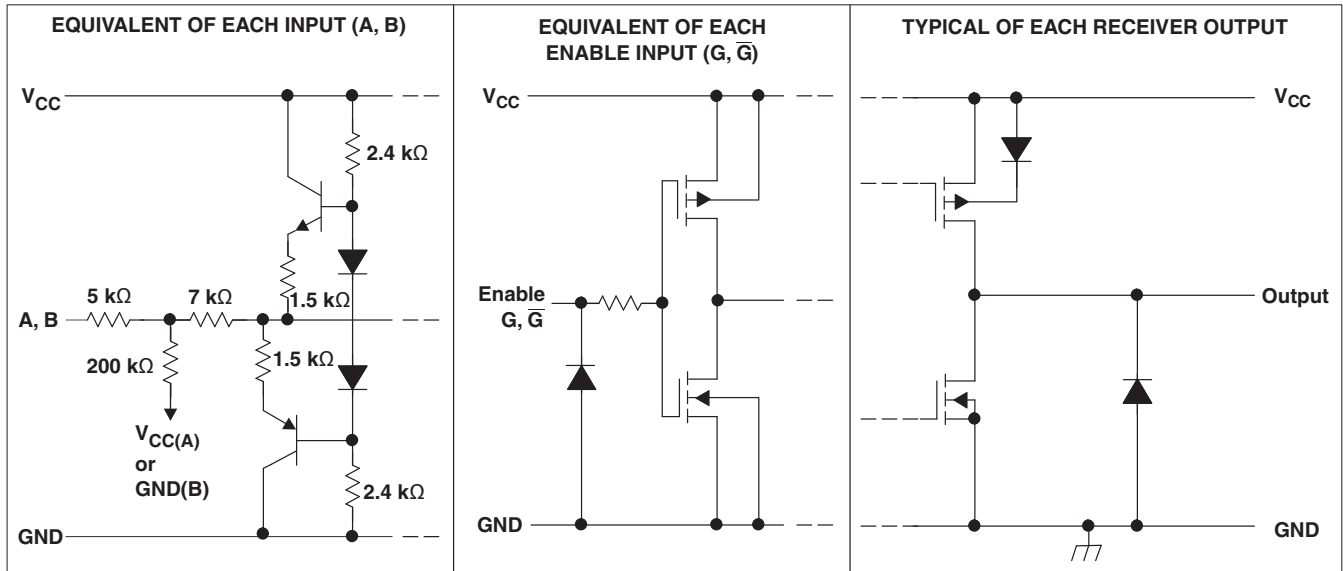 EQUIVALENT OF EACH INPUT (A, B)
VCC
2.4 kΩ
1.5 kΩ
5 kΩ
7 kΩ
A, B
200 kΩ
1.5 kΩ
VCC(A)
or
GND(B)
2.4 kΩ
GND
EQUIVALENT OF EACH
ENABLE INPUT (G, G̅)
VCC
Enable
G, G̅
GND
TYPICAL OF EACH RECEIVER OUTPUT
VCC
Output
GND